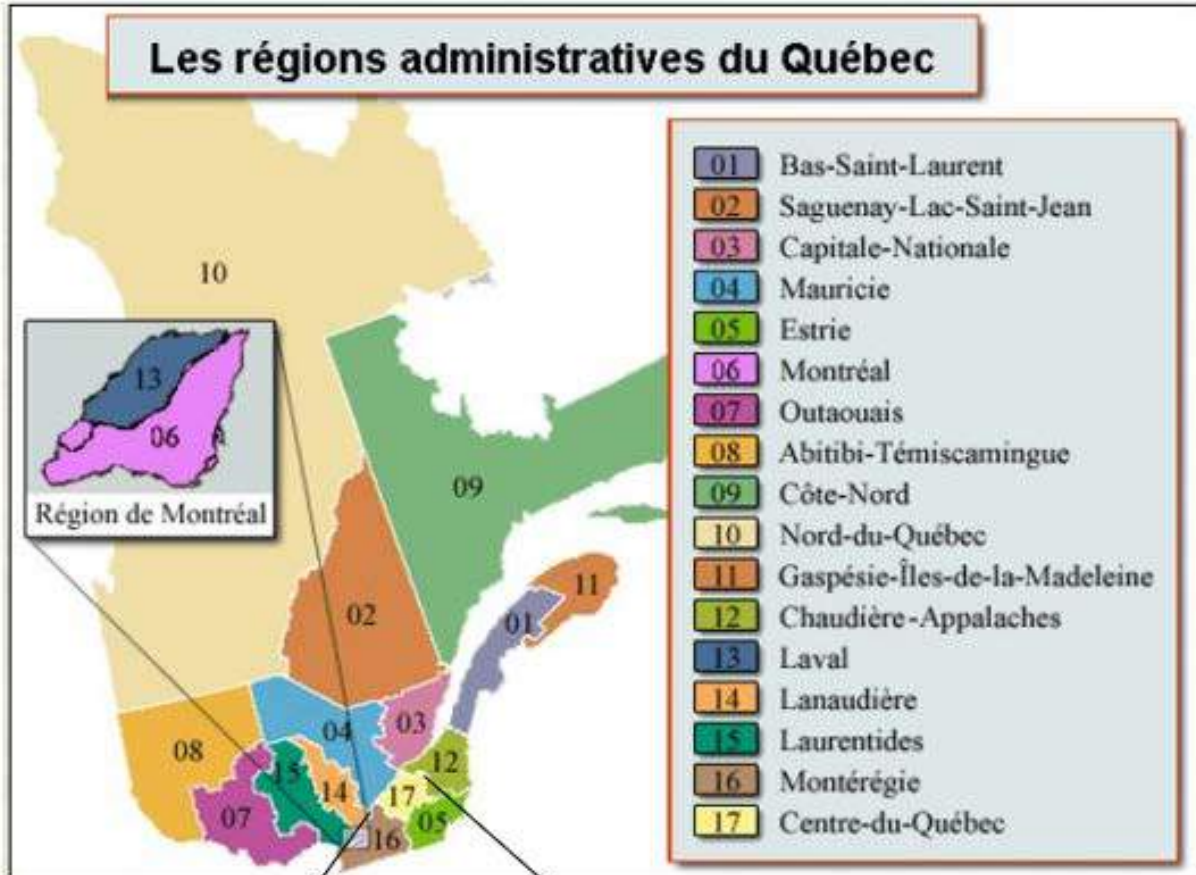 Les régions administratives du Québec
01 Bas-Saint-Laurent
02 Saguenay-Lac-Saint-Jean
03 Capitale-Nationale
04 Mauricie
05 Estrie
06 Montréal
07 Outaouais
08 Abitibi-Témiscamingue
09 Côte-Nord
10 Nord-du-Québec
11 Gaspésie-Îles-de-la-Madeleine
12 Chaudière-Appalaches
13 Laval
14 Lanaudière
15 Laurentides
16 Montérégie
17 Centre-du-Québec
10
13
06
Région de Montréal
09
11
02
01
04
03
08
12
15
14
17
07
05
16